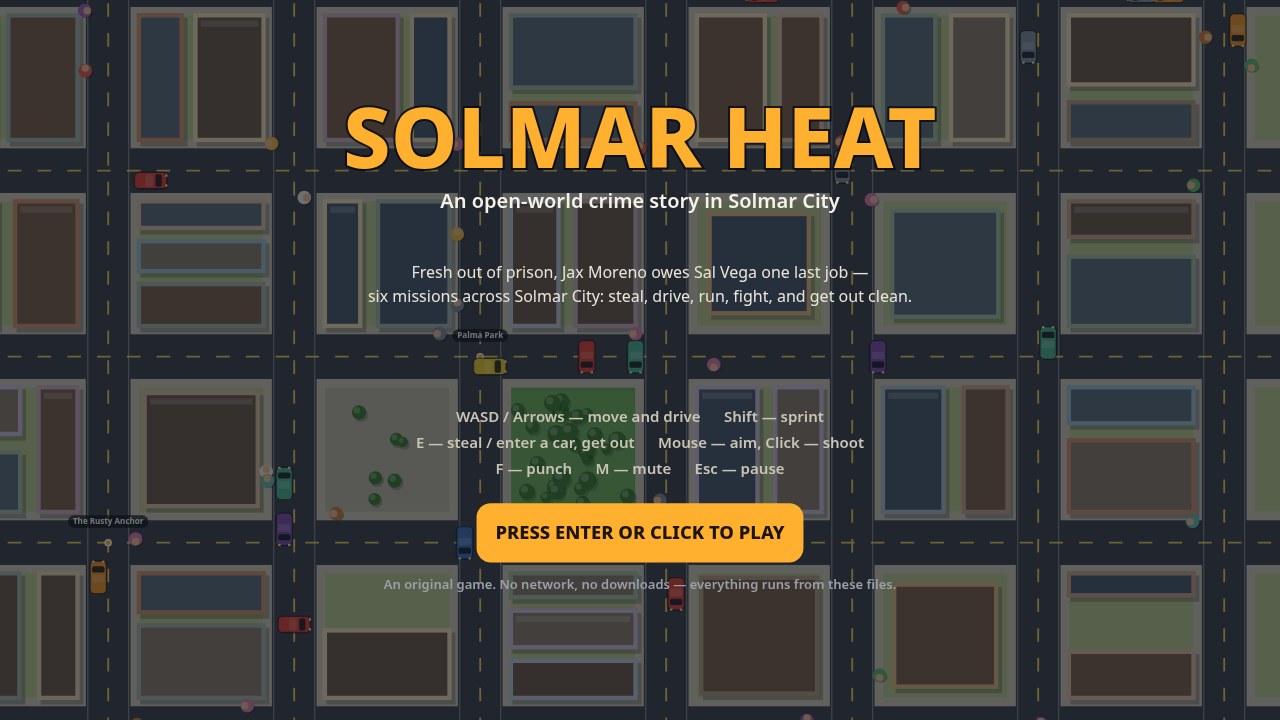 SOLMAR HEAT
An open-world crime story in Solmar City
Fresh out of prison, Jax Moreno owes Sal Vega one last job —
six missions across Solmar City: steal, drive, run, fight, and get out clean.
Palma Park
WASD / Arrows — move and drive Shift — sprint
E — steal / enter a car, get out Mouse — aim, Click — shoot
F — punch M — mute Esc — pause
The Rusty Anchor
PRESS ENTER OR CLICK TO PLAY
An original game. No network, no downloads — everything runs from these files.